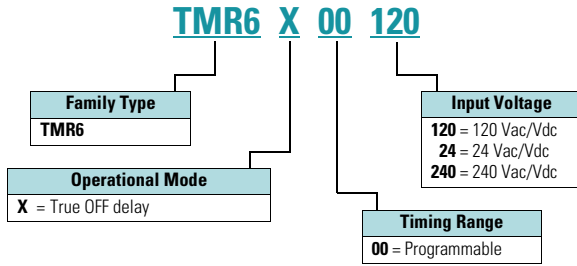 TMR6 X 00 120
Family Type
TMR6
Operational Mode
X = True OFF delay
Input Voltage
120 = 120 Vac/Vdc
24 = 24 Vac/Vdc
240 = 240 Vac/Vdc
Timing Range
00 = Programmable